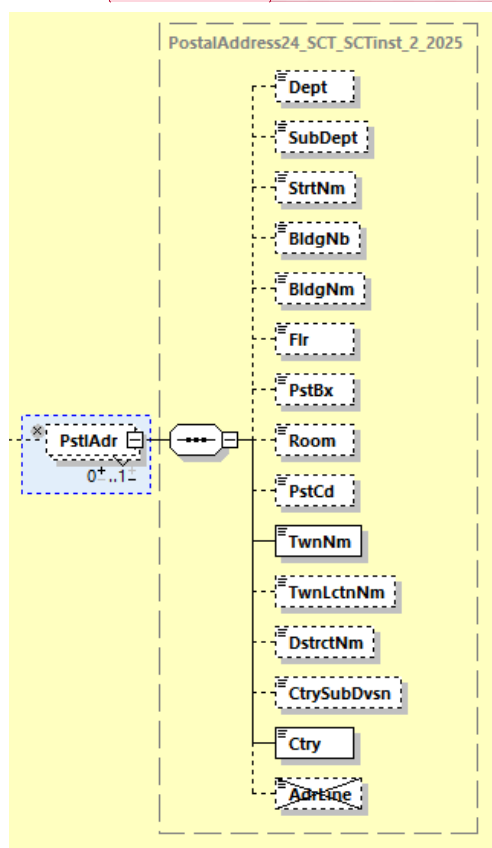 PostalAddress24_SCT_SCTinst_2_2025
Dept
SubDept
StrtNm
BldgNb
BldgNm
Flr
PstBx
PstlAdr
0..1
Room
PstCd
TwnNm
TwnLctnNm
DstrctNm
CtrySubDvsn
Ctry
AdrLine